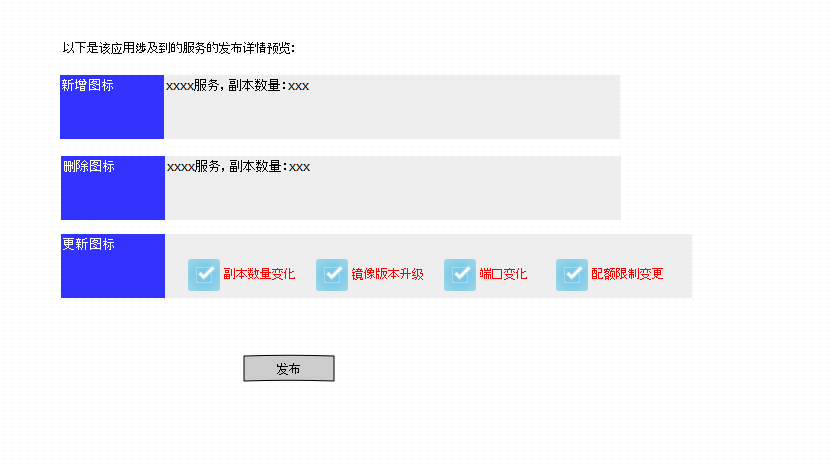 以下是该应用涉及到的服务的发布详情预览:
新增图标
xxxx服务, 副本数量:xxx
删除图标
xxxx服务, 副本数量:xxx
更新图标
副本数量变化 镜像版本升级 端口变化 配额限制变更
发布